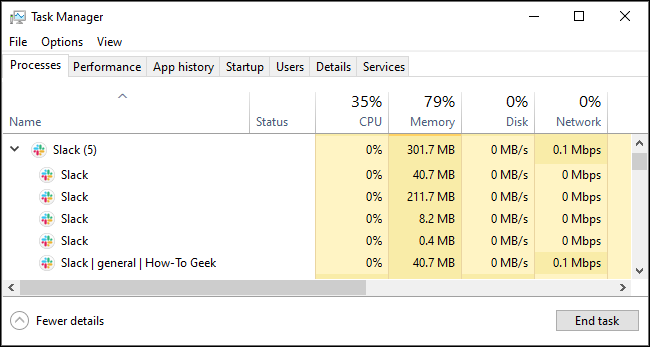 Task Manager
File Options View
Processes Performance App history Startup Users Details Services
35% 79% 0% 0%
Name Status CPU Memory Disk Network
Slack (5) 0% 301.7 MB 0 MB/s 0.1 Mbps
Slack 0% 40.7 MB 0 MB/s 0 Mbps
Slack 0% 211.7 MB 0 MB/s 0 Mbps
Slack 0% 8.2 MB 0 MB/s 0 Mbps
Slack 0% 0.4 MB 0 MB/s 0 Mbps
Slack | general | How-To Geek 0% 40.7 MB 0 MB/s 0.1 Mbps
Fewer details End task